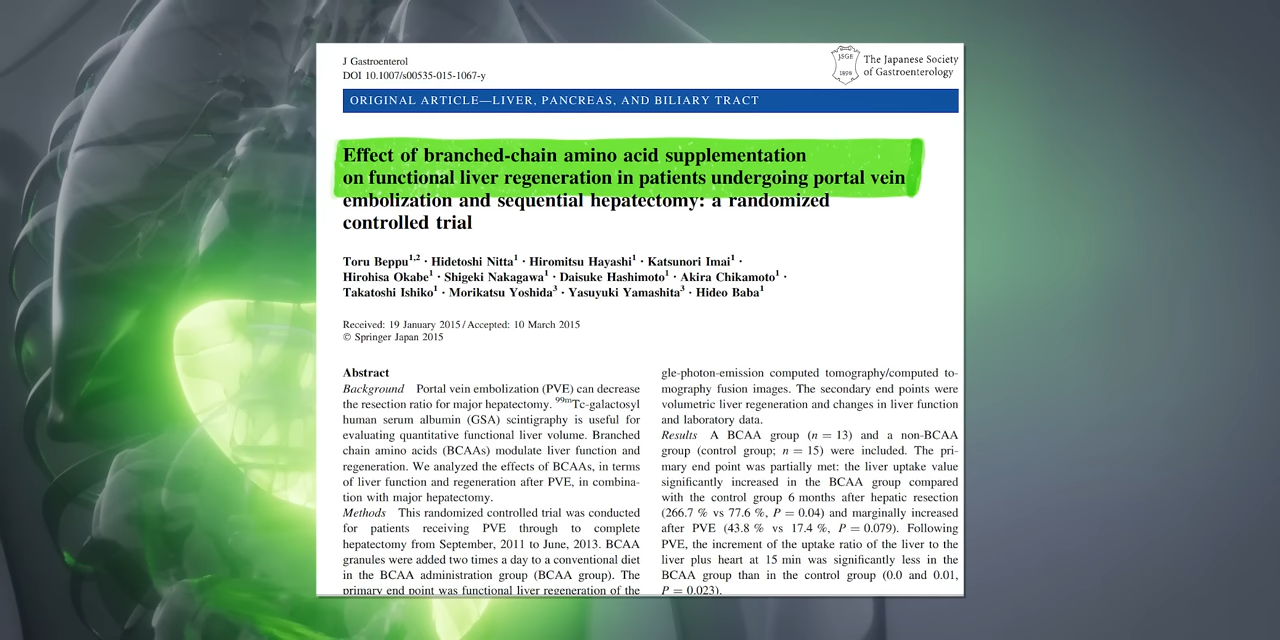 J Gastroenterol
DOI 10.1007/s00535-015-1067-y
JSGE
1898
The Japanese Society
of Gastroenterology
ORIGINAL ARTICLE—LIVER, PANCREAS, AND BILIARY TRACT
Effect of branched-chain amino acid supplementation
on functional liver regeneration in patients undergoing portal vein
embolization and sequential hepatectomy: a randomized
controlled trial
Toru Beppu1,2 · Hidetoshi Nitta1 · Hiromitsu Hayashi1 · Katsunori Imai1 ·
Hirohisa Okabe1 · Shigeki Nakagawa1 · Daisuke Hashimoto1 · Akira Chikamoto1 ·
Takatoshi Ishiko1 · Morikatsu Yoshida3 · Yasuyuki Yamashita3 · Hideo Baba1
Received: 19 January 2015 / Accepted: 10 March 2015
© Springer Japan 2015
Abstract
Background Portal vein embolization (PVE) can decrease
the resection ratio for major hepatectomy. 99mTc-galactosyl
human serum albumin (GSA) scintigraphy is useful for
evaluating quantitative functional liver volume. Branched
chain amino acids (BCAAs) modulate liver function and
regeneration. We analyzed the effects of BCAAs, in terms
of liver function and regeneration after PVE, in combina-
tion with major hepatectomy.
Methods This randomized controlled trial was conducted
for patients receiving PVE through to complete
hepatectomy from September, 2011 to June, 2013. BCAA
granules were added two times a day to a conventional diet
in the BCAA administration group (BCAA group). The
primary end point was functional liver regeneration of the
gle-photon-emission computed tomography/computed to-
mography fusion images. The secondary end points were
volumetric liver regeneration and changes in liver function
and laboratory data.
Results A BCAA group (n = 13) and a non-BCAA
group (control group; n = 15) were included. The pri-
mary end point was partially met: the liver uptake value
significantly increased in the BCAA group compared
with the control group 6 months after hepatic resection
(266.7 % vs 77.6 %, P = 0.04) and marginally increased
after PVE (43.8 % vs 17.4 %, P = 0.079). Following
PVE, the increment of the uptake ratio of the liver to the
liver plus heart at 15 min was significantly less in the
BCAA group than in the control group (0.0 and 0.01,
P = 0.023).